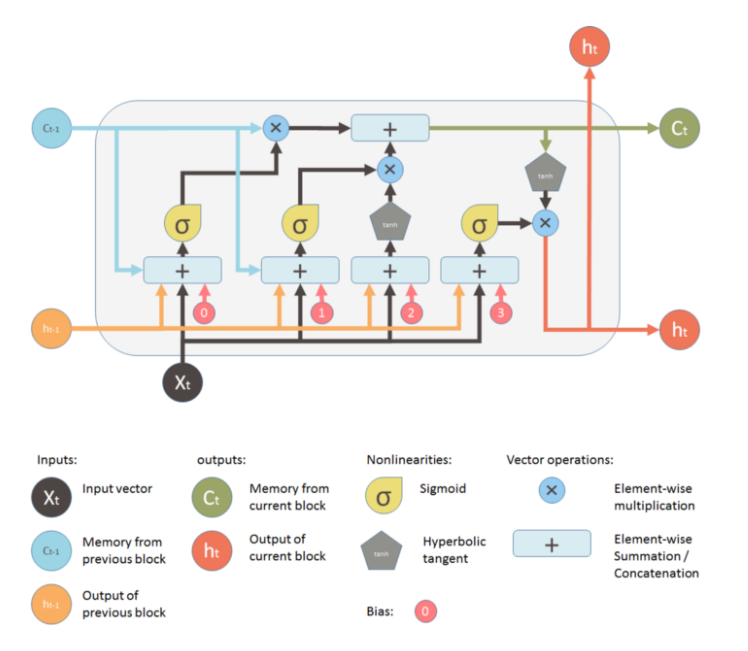 ht
Ct-1
×
+
Ct
tanh
×
σ
σ
tanh
σ
×
+
+
+
+
ht-1
0
1
2
3
ht
Xt
Inputs:
outputs:
Nonlinearities:
Vector operations:
Xt
Input vector
Ct
Memory from
current block
σ
Sigmoid
×
Element-wise
multiplication
Ct-1
Memory from
previous block
ht
Output of
current block
tanh
Hyperbolic
tangent
+
Element-wise
Summation /
Concatenation
ht-1
Output of
previous block
Bias:
0